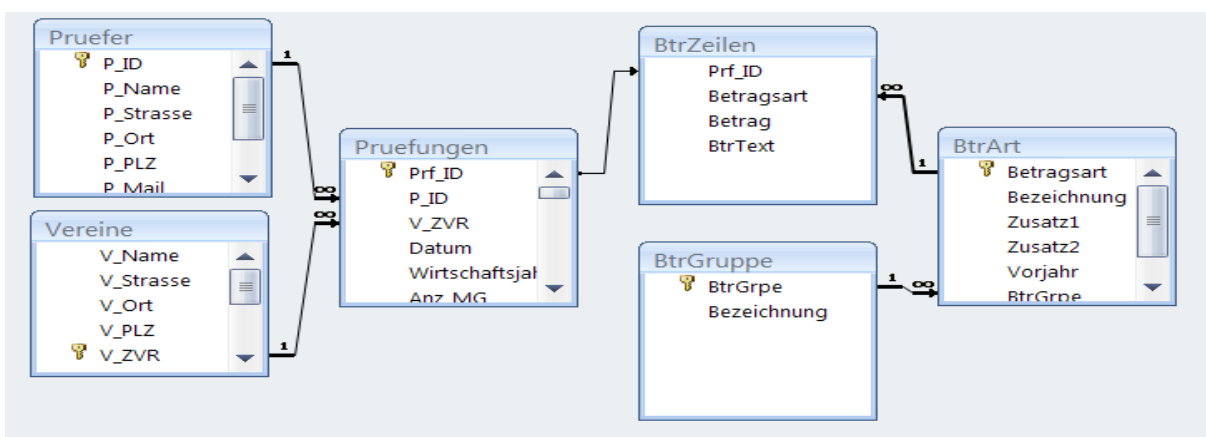 Pruefer
P_ID
P_Name
P_Strasse
P_Ort
P_PLZ
P_Mail
Vereine
V_Name
V_Strasse
V_Ort
V_PLZ
V_ZVR
1
∞
∞
1
Pruefungen
Prf_ID
P_ID
V_ZVR
Datum
Wirtschaftsjah
Anz_MG
BtrZeilen
Prf_ID
Betragsart
Betrag
BtrText
BtrGruppe
BtrGrpe
Bezeichnung
∞
1
1
∞
BtrArt
Betragsart
Bezeichnung
Zusatz1
Zusatz2
Vorjahr
BtrGrpe